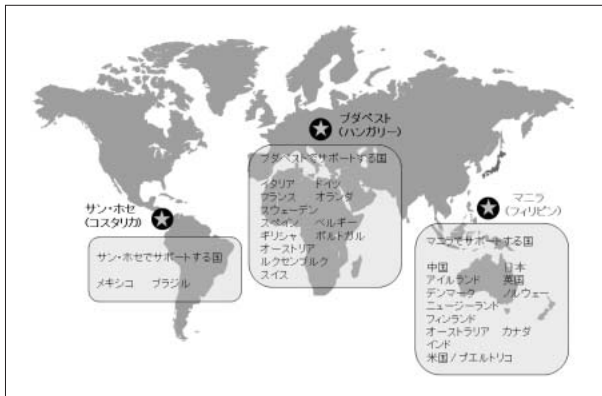 ブダペスト
(ハンガリー)
ブダペストでサポートする国
イタリア ドイツ
フランス オランダ
スウェーデン
スペイン ベルギー
ギリシャ ポルトガル
オーストリア
ルクセンブルク
スイス
サン・ホセ
(コスタリカ)
サン・ホセでサポートする国
メキシコ ブラジル
マニラ
(フィリピン)
マニラでサポートする国
中国 日本
アイルランド 英国
デンマーク ノルウェー
ニュージーランド
フィンランド
オーストラリア カナダ
インド
米国/プエルトリコ